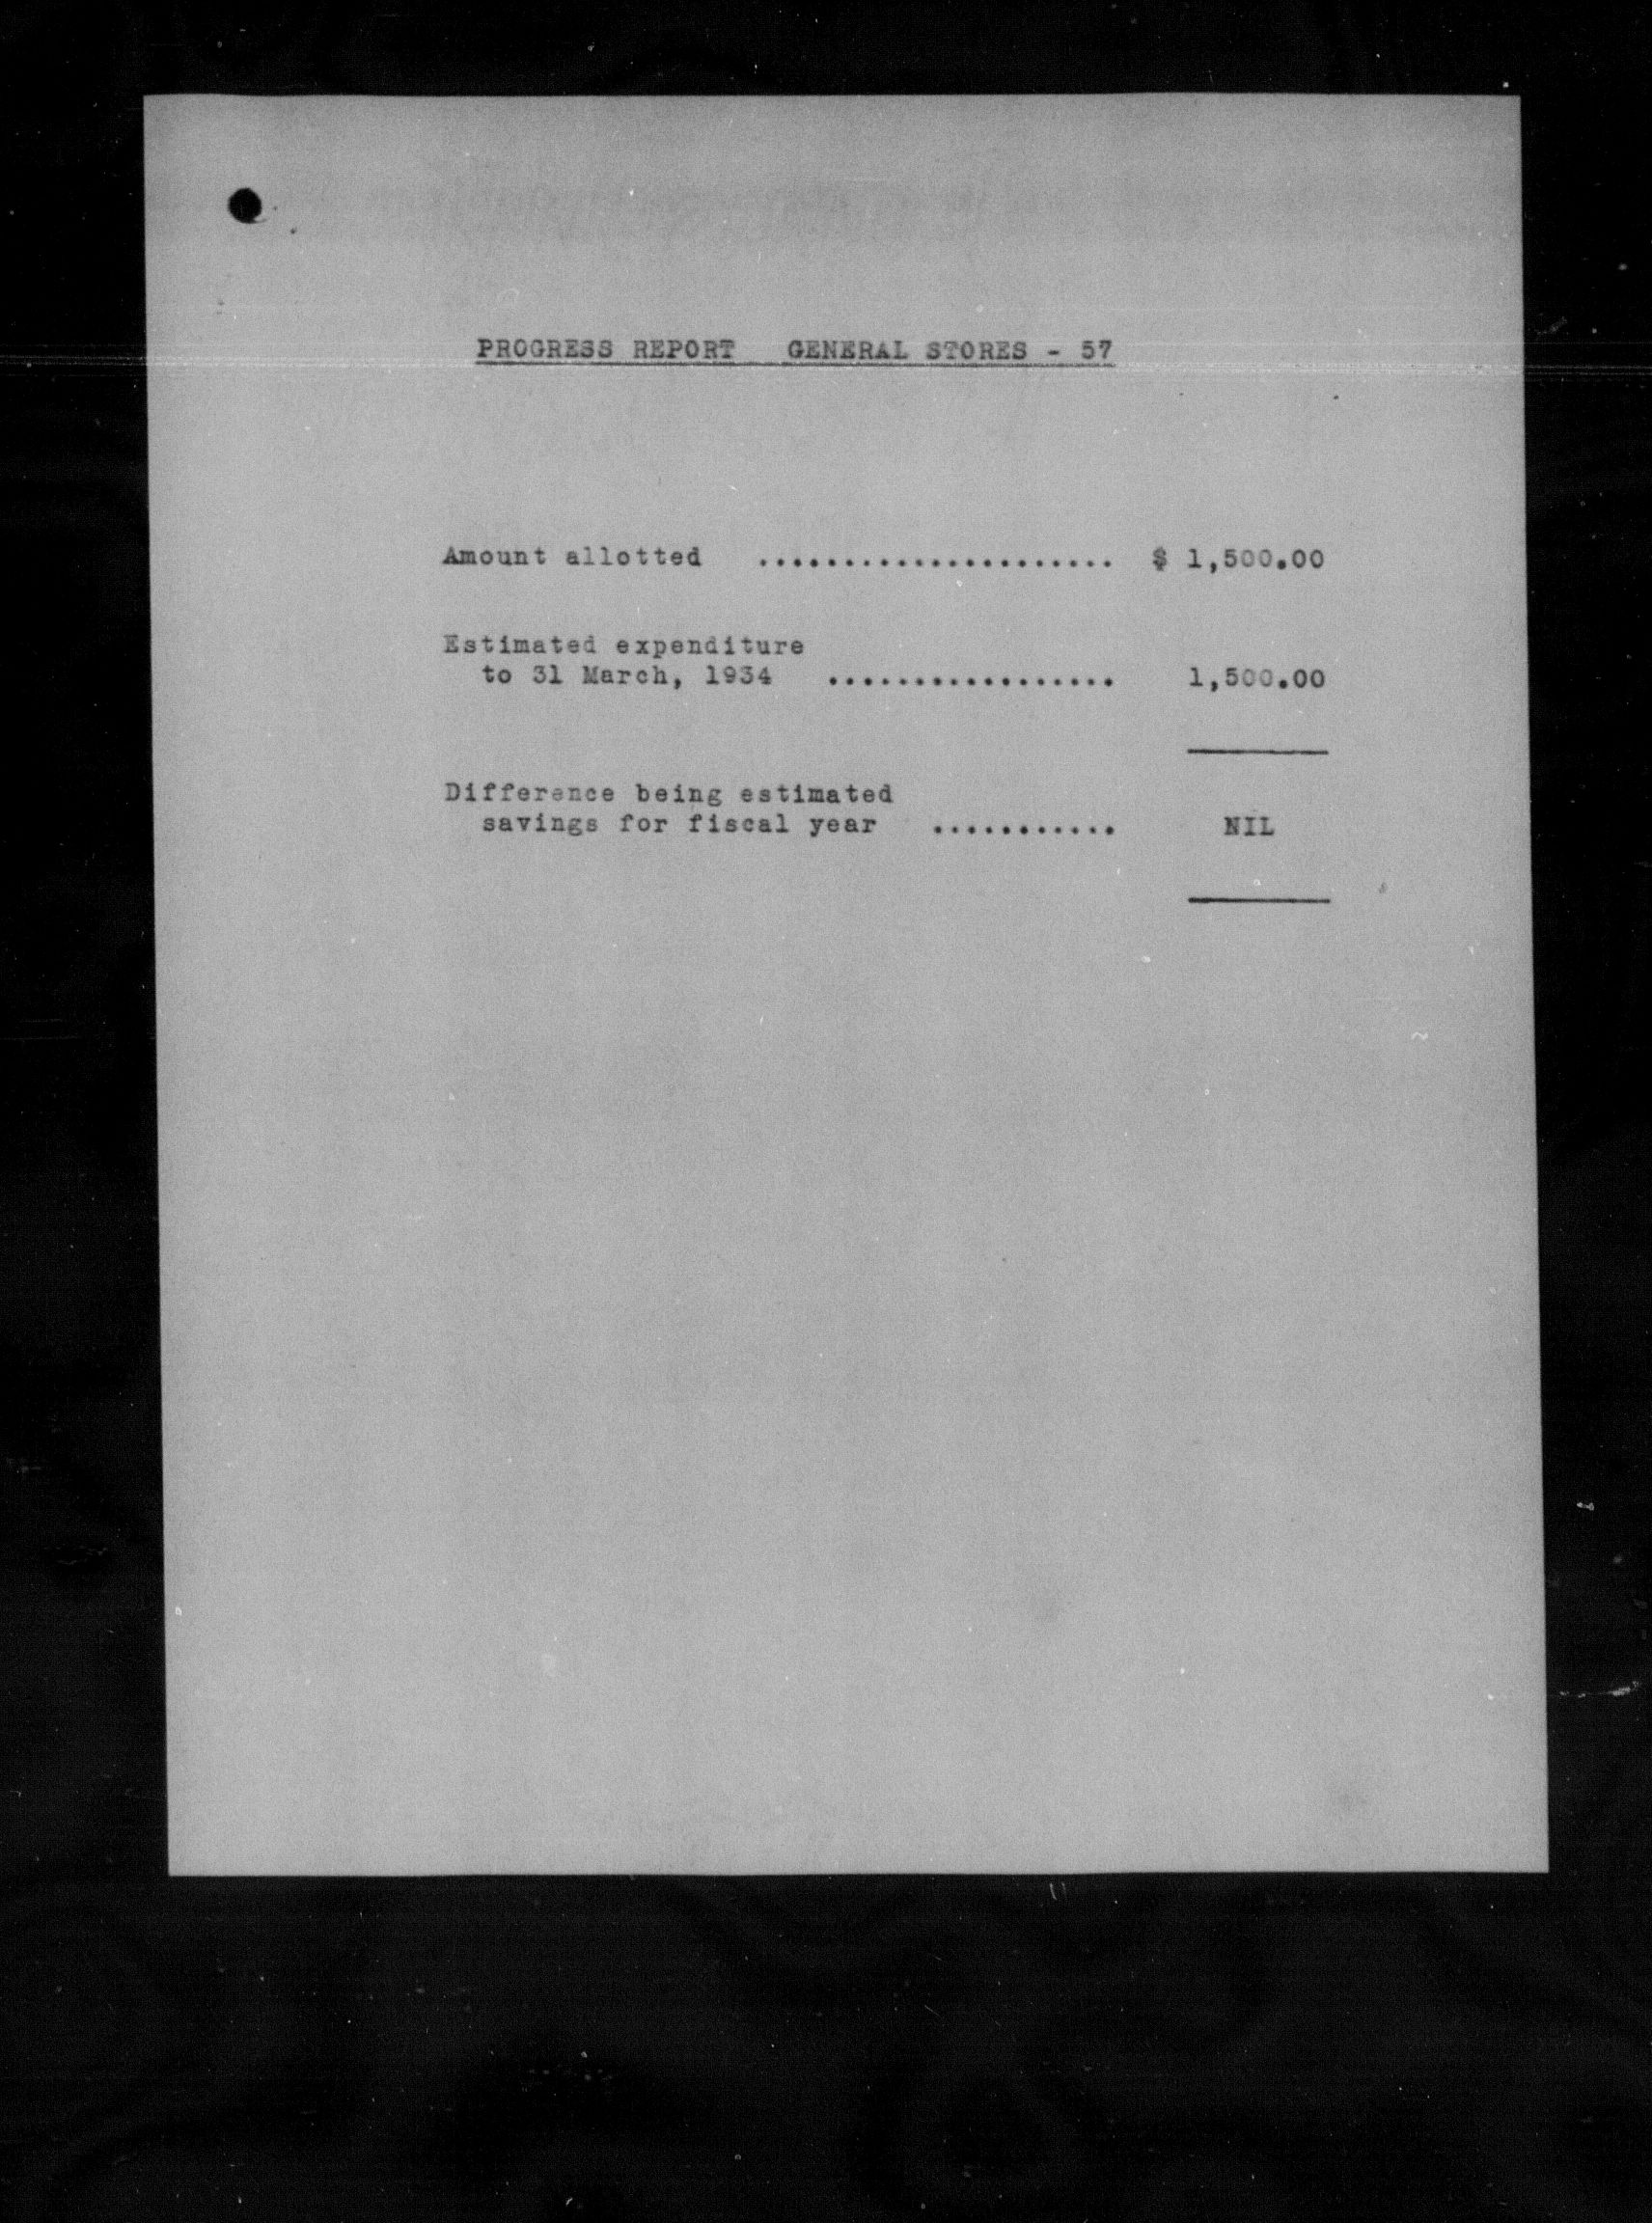 PROGRESS REPORT   GENERAL STORES - 57
Amount allotted ..................... $ 1,500.00
Estimated expenditure
to 31 March, 1934 ................. 1,500.00
Difference being estimated
savings for fiscal year ........... NIL